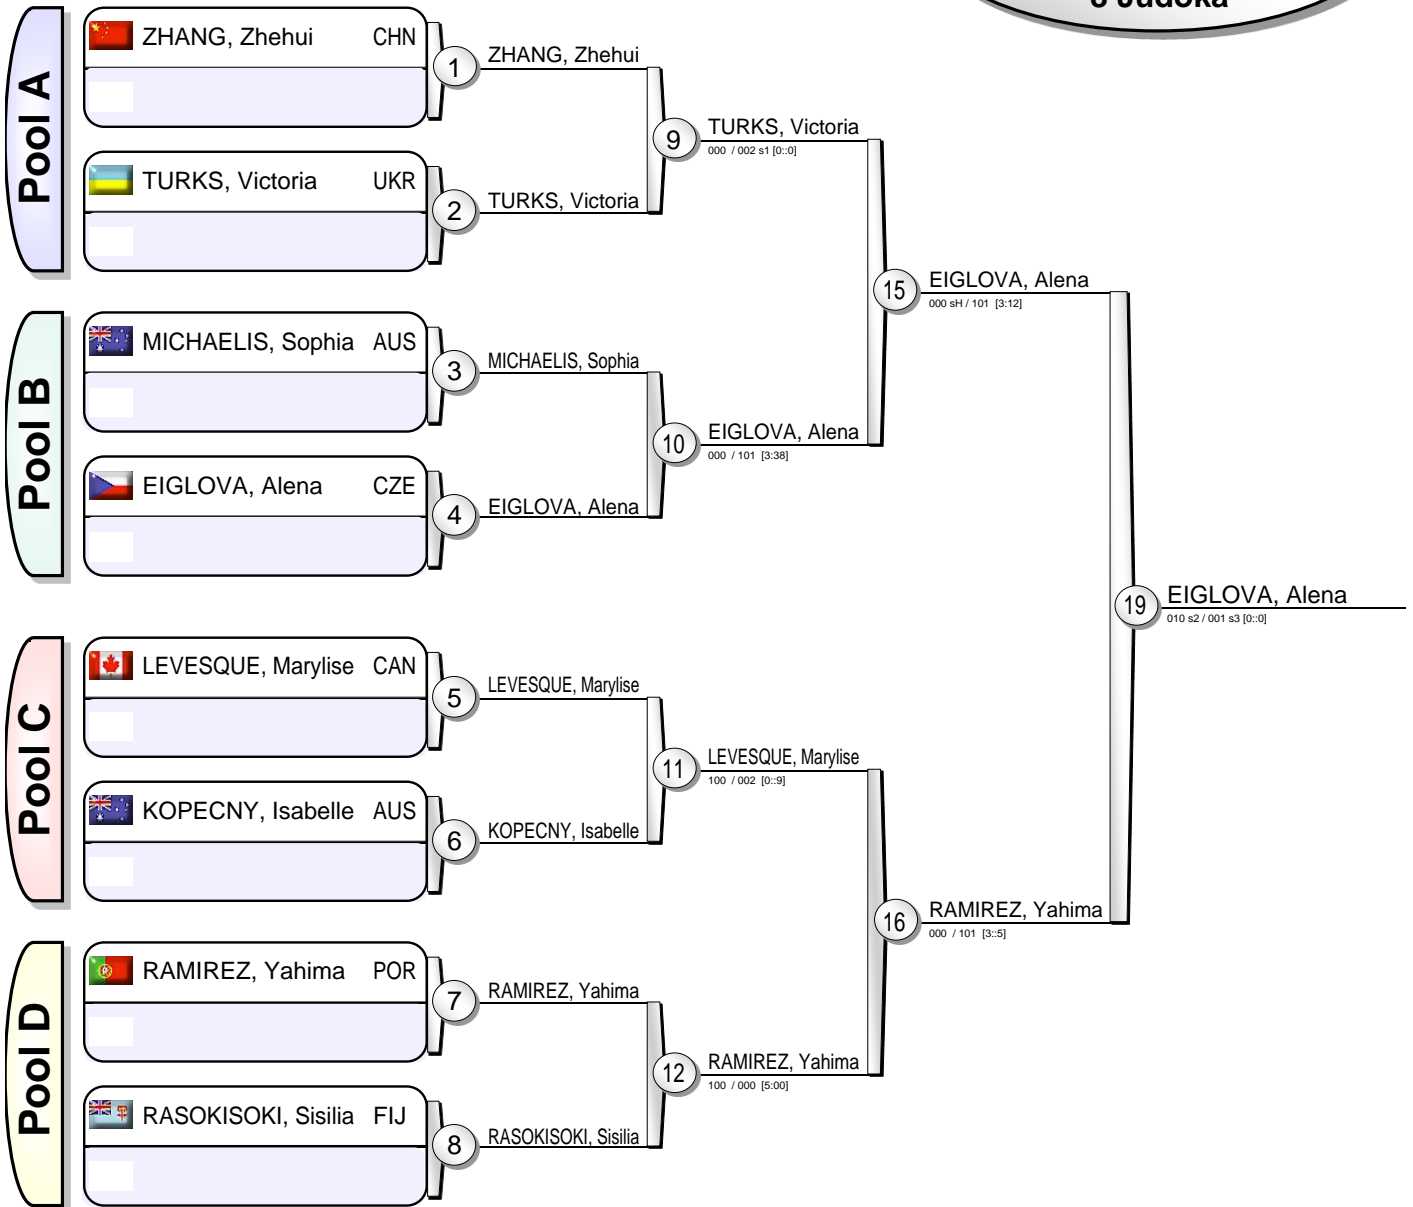 8 Judoka
Pool A
ZHANG, Zhehui CHN
1
ZHANG, Zhehui
TURKS, Victoria UKR
2
TURKS, Victoria
9
TURKS, Victoria
000 / 002 s1 [0::0]
Pool B
MICHAELIS, Sophia AUS
3
MICHAELIS, Sophia
EIGLOVA, Alena CZE
4
EIGLOVA, Alena
10
EIGLOVA, Alena
000 / 101 [3:38]
15
EIGLOVA, Alena
000 sH / 101 [3:12]
Pool C
LEVESQUE, Marylise CAN
5
LEVESQUE, Marylise
KOPECNY, Isabelle AUS
6
KOPECNY, Isabelle
11
LEVESQUE, Marylise
100 / 002 [0::9]
Pool D
RAMIREZ, Yahima POR
7
RAMIREZ, Yahima
RASOKISOKI, Sisilia FIJ
8
RASOKISOKI, Sisilia
12
RAMIREZ, Yahima
100 / 000 [5:00]
16
RAMIREZ, Yahima
000 / 101 [3::5]
19
EIGLOVA, Alena
010 s2 / 001 s3 [0::0]